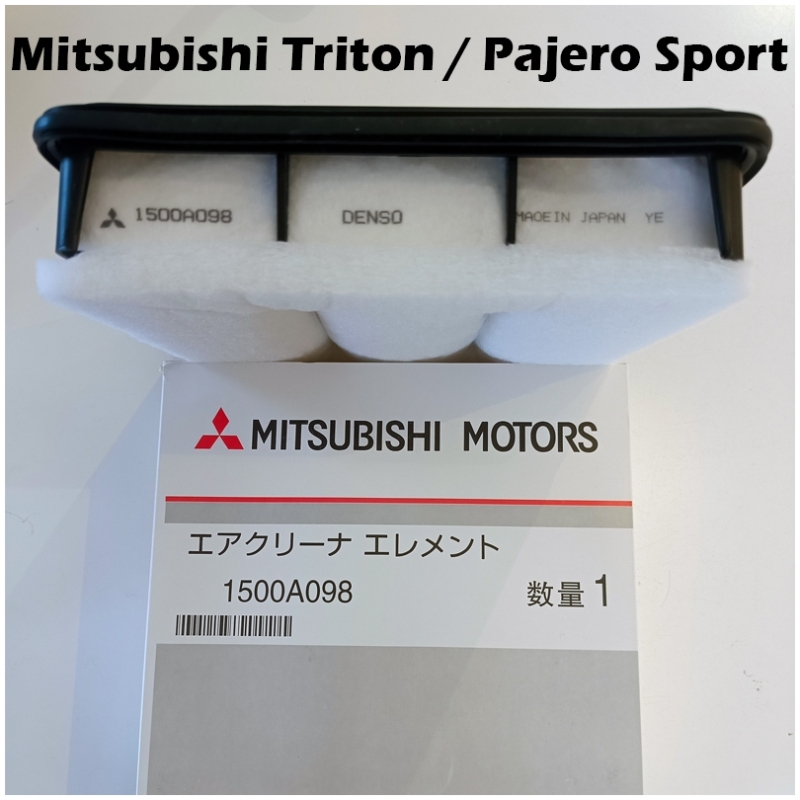 Mitsubishi Triton / Pajero Sport
1500A098 DENSO MADEIN JAPAN YE
MITSUBISHI MOTORS
エアクリーナ エレメント
1500A098 数量 1